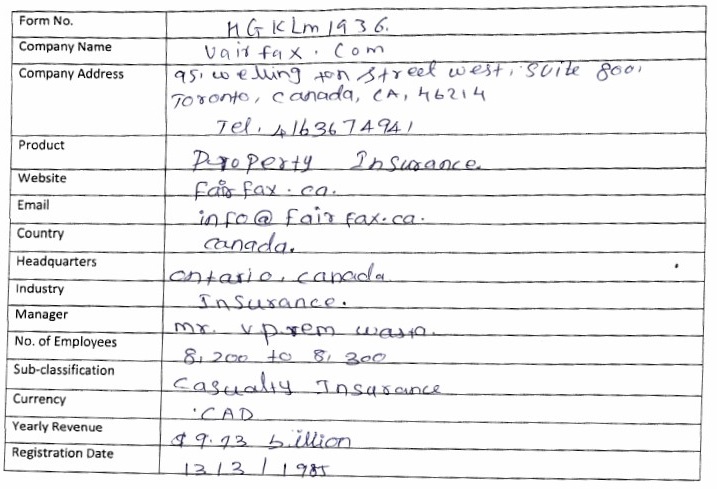 Form No. HGKLm1936.
Company Name Vairfax. Com
Company Address 95, welling ton street west, Suite 800,
Toronto, Canada, CA, 46214
Tel. 4163674941
Product Property Insurance.
Website fairfax.ca.
Email info@fairfax.ca.
Country Canada.
Headquarters Ontario, Canada
Industry Insurance.
Manager mr. v prem
No. of Employees 8,200 to 8,300
Sub-classification Casualty Insurance
Currency CAD
Yearly Revenue $9.73 billion
Registration Date 13/3/1985